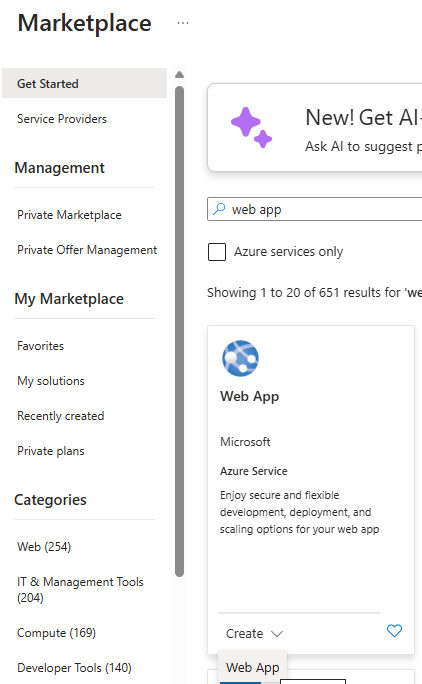 Marketplace ...
Get Started
Service Providers
Management
Private Marketplace
Private Offer Management
My Marketplace
Favorites
My solutions
Recently created
Private plans
Categories
Web (254)
IT & Management Tools
(204)
Compute (169)
Developer Tools (140)
New! Get AI-
Ask AI to suggest
web app
Azure services only
Showing 1 to 20 of 651 results for 'we
Web App
Microsoft
Azure Service
Enjoy secure and flexible
development, deployment, and
scaling options for your web app
Create
Web App